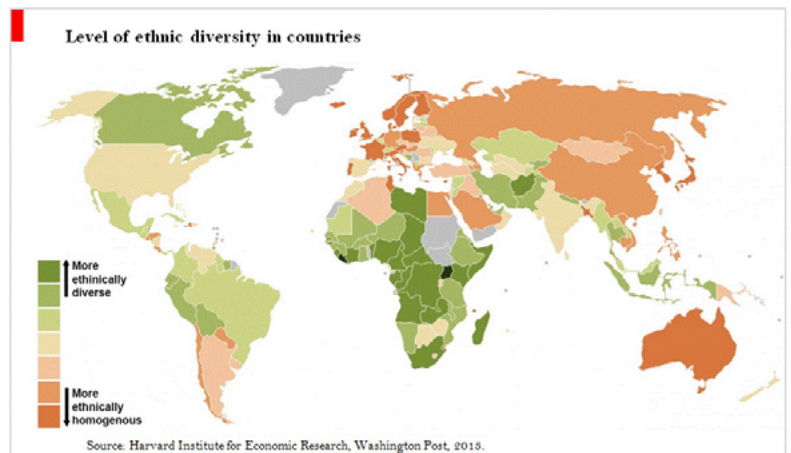 Level of ethnic diversity in countries
More
ethinically
diverse
More
ethnically
homogenous
Source: Harvard Institute for Economic Research, Washington Post, 2013.